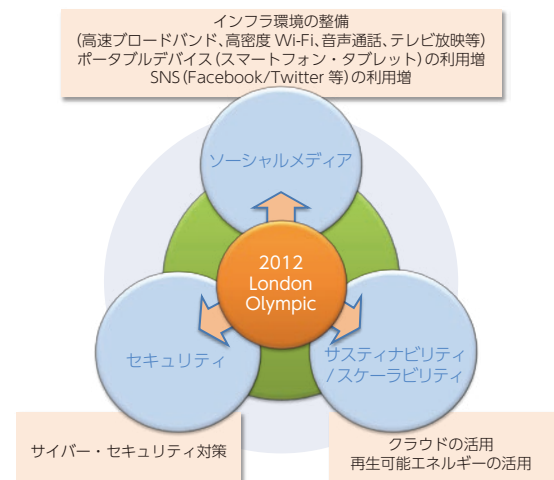 インフラ環境の整備
(高速ブロードバンド、高密度 Wi-Fi、音声通話、テレビ放映等)
ポータブルデバイス(スマートフォン・タブレット)の利用増
SNS(Facebook/Twitter 等)の利用増
ソーシャルメディア
2012
London
Olympic
セキュリティ
サスティナビリティ
/スケーラビリティ
サイバー・セキュリティ対策
クラウドの活用
再生可能エネルギーの活用